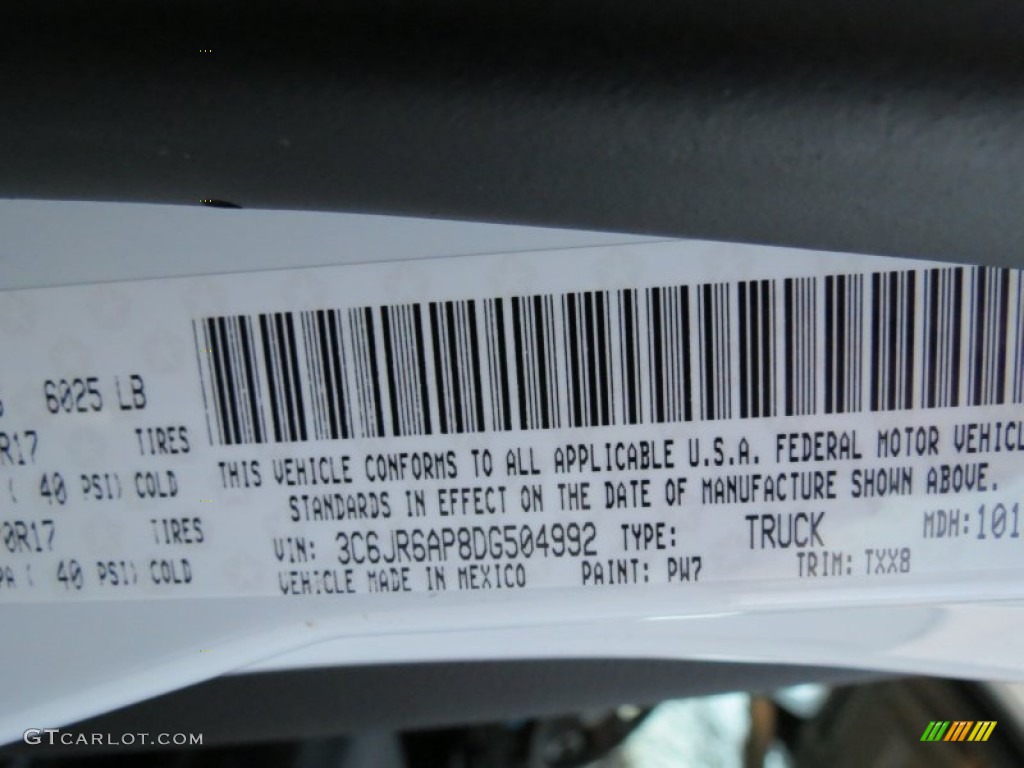 6025 LB
R17 TIRES
( 40 PSI) COLD
0R17 TIRES
PA ( 40 PSI) COLD
THIS VEHICLE CONFORMS TO ALL APPLICABLE U.S.A. FEDERAL MOTOR VEHICL
STANDARDS IN EFFECT ON THE DATE OF MANUFACTURE SHOWN ABOVE.
VIN: 3C6JR6AP8DG504992 TYPE: TRUCK MDH: 101
VEHICLE MADE IN MEXICO PAINT: PW7 TRIM: TXX8
GTCARLOT.COM